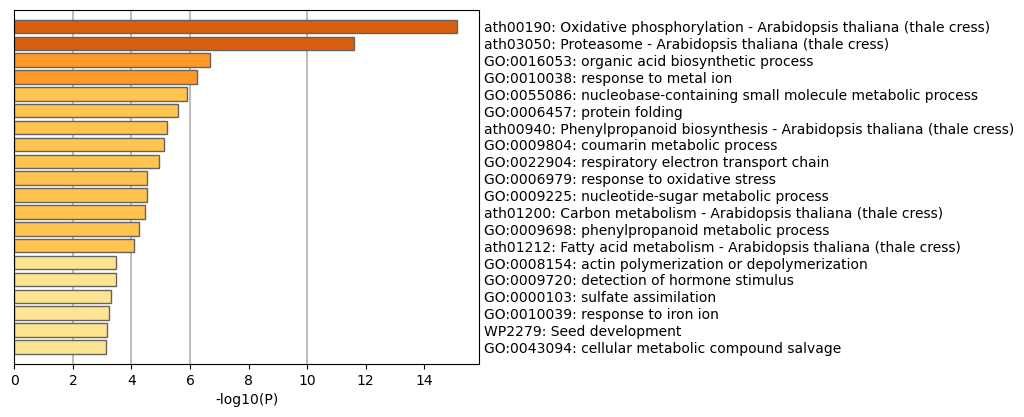 ath00190: Oxidative phosphorylation - Arabidopsis thaliana (thale cress)
ath03050: Proteasome - Arabidopsis thaliana (thale cress)
GO:0016053: organic acid biosynthetic process
GO:0010038: response to metal ion
GO:0055086: nucleobase-containing small molecule metabolic process
GO:0006457: protein folding
ath00940: Phenylpropanoid biosynthesis - Arabidopsis thaliana (thale cress)
GO:0009804: coumarin metabolic process
GO:0022904: respiratory electron transport chain
GO:0006979: response to oxidative stress
GO:0009225: nucleotide-sugar metabolic process
ath01200: Carbon metabolism - Arabidopsis thaliana (thale cress)
GO:0009698: phenylpropanoid metabolic process
ath01212: Fatty acid metabolism - Arabidopsis thaliana (thale cress)
GO:0008154: actin polymerization or depolymerization
GO:0009720: detection of hormone stimulus
GO:0000103: sulfate assimilation
GO:0010039: response to iron ion
WP2279: Seed development
GO:0043094: cellular metabolic compound salvage
0 2 4 6 8 10 12 14
-log10(P)